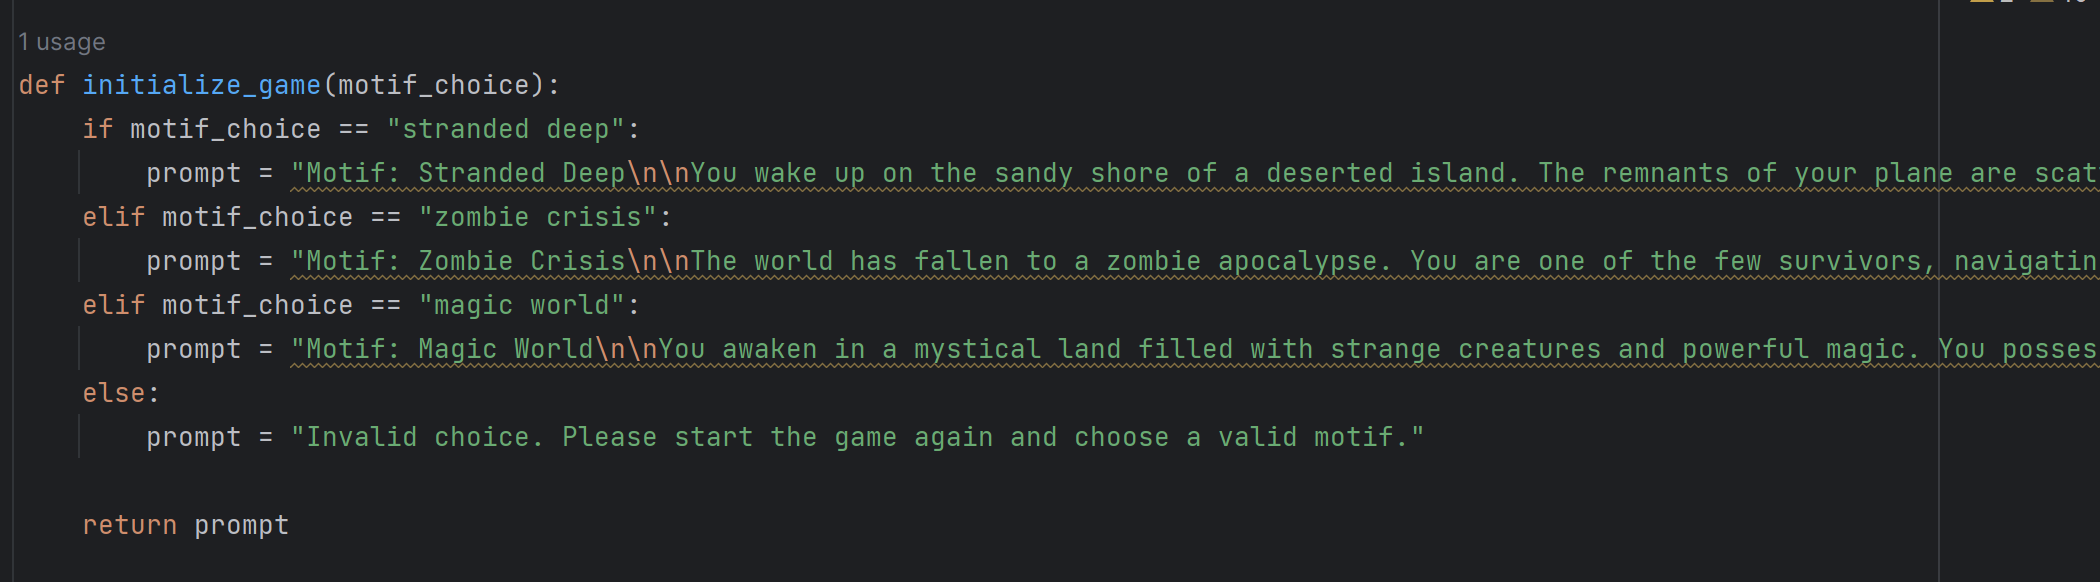 1 usage
def initialize_game(motif_choice):
    if motif_choice == "stranded deep":
        prompt = "Motif: Stranded Deep\n\nYou wake up on the sandy shore of a deserted island. The remnants of your plane are scat
    elif motif_choice == "zombie crisis":
        prompt = "Motif: Zombie Crisis\n\nThe world has fallen to a zombie apocalypse. You are one of the few survivors, navigatin
    elif motif_choice == "magic world":
        prompt = "Motif: Magic World\n\nYou awaken in a mystical land filled with strange creatures and powerful magic. You posses
    else:
        prompt = "Invalid choice. Please start the game again and choose a valid motif."
    return prompt